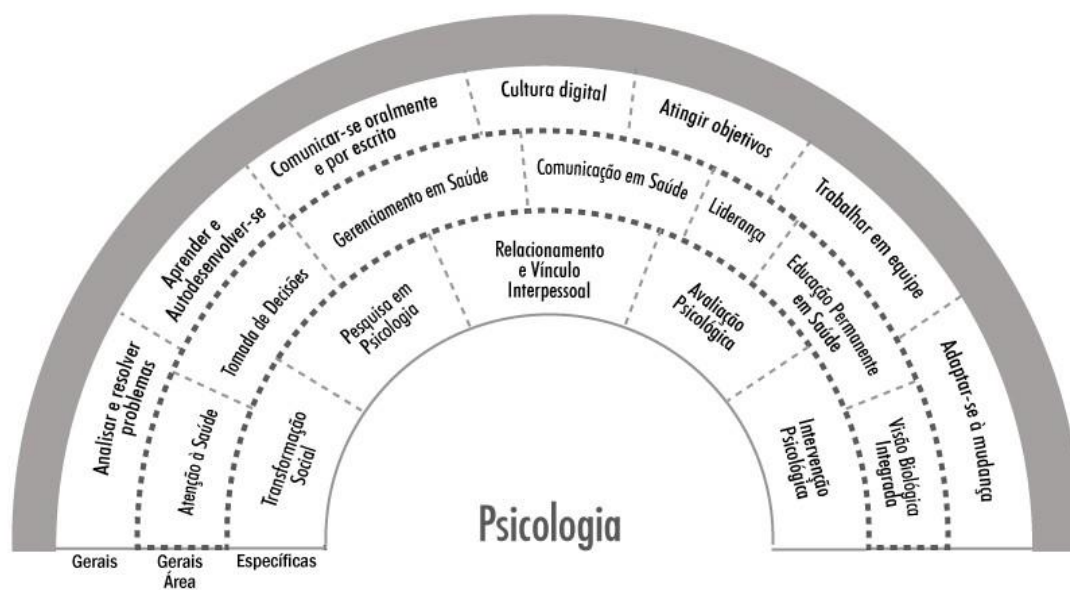 Analisar e resolver
problemas
Aprender e
Autodesenvolver-se
Comunicar-se oralmente
e por escrito
Cultura digital
Atingir objetivos
Trabalhar em equipe
Adaptar-se à mudança
Atenção à Saúde
Tomada de Decisões
Gerenciamento em Saúde
Comunicação em Saúde
Liderança
Educação Permanente
em Saúde
Visão Biológica
Integrada
Transformação
Social
Pesquisa em
Psicologia
Relacionamento
e Vínculo
Interpessoal
Avaliação
Psicológica
Intervenção
Psicológica
Psicologia
Gerais
Gerais
Área
Específicas